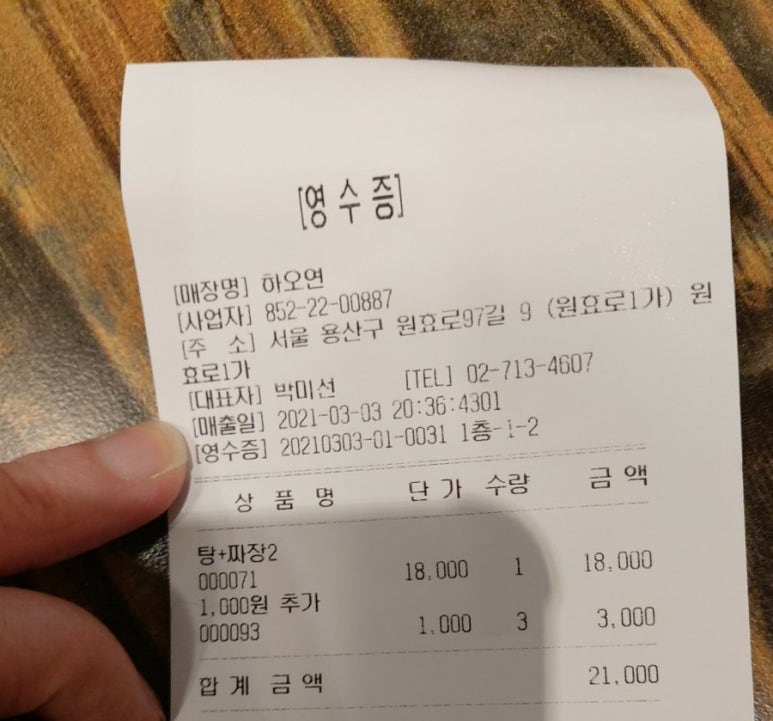 [영수증]
[매장명] 하오연
[사업자] 852-22-00887
[주 소] 서울 용산구 원효로97길 9 (원효로1가) 원
효로1가
[대표자] 박미선 [TEL] 02-713-4607
[매출일] 2021-03-03 20:36:4301
[영수증] 20210303-01-0031 1층-1-2
상 품 명 단 가 수량 금 액
탕+짜장2
000071 18,000 1 18,000
1,000원 추가
000093 1,000 3 3,000
합 계 금 액 21,000